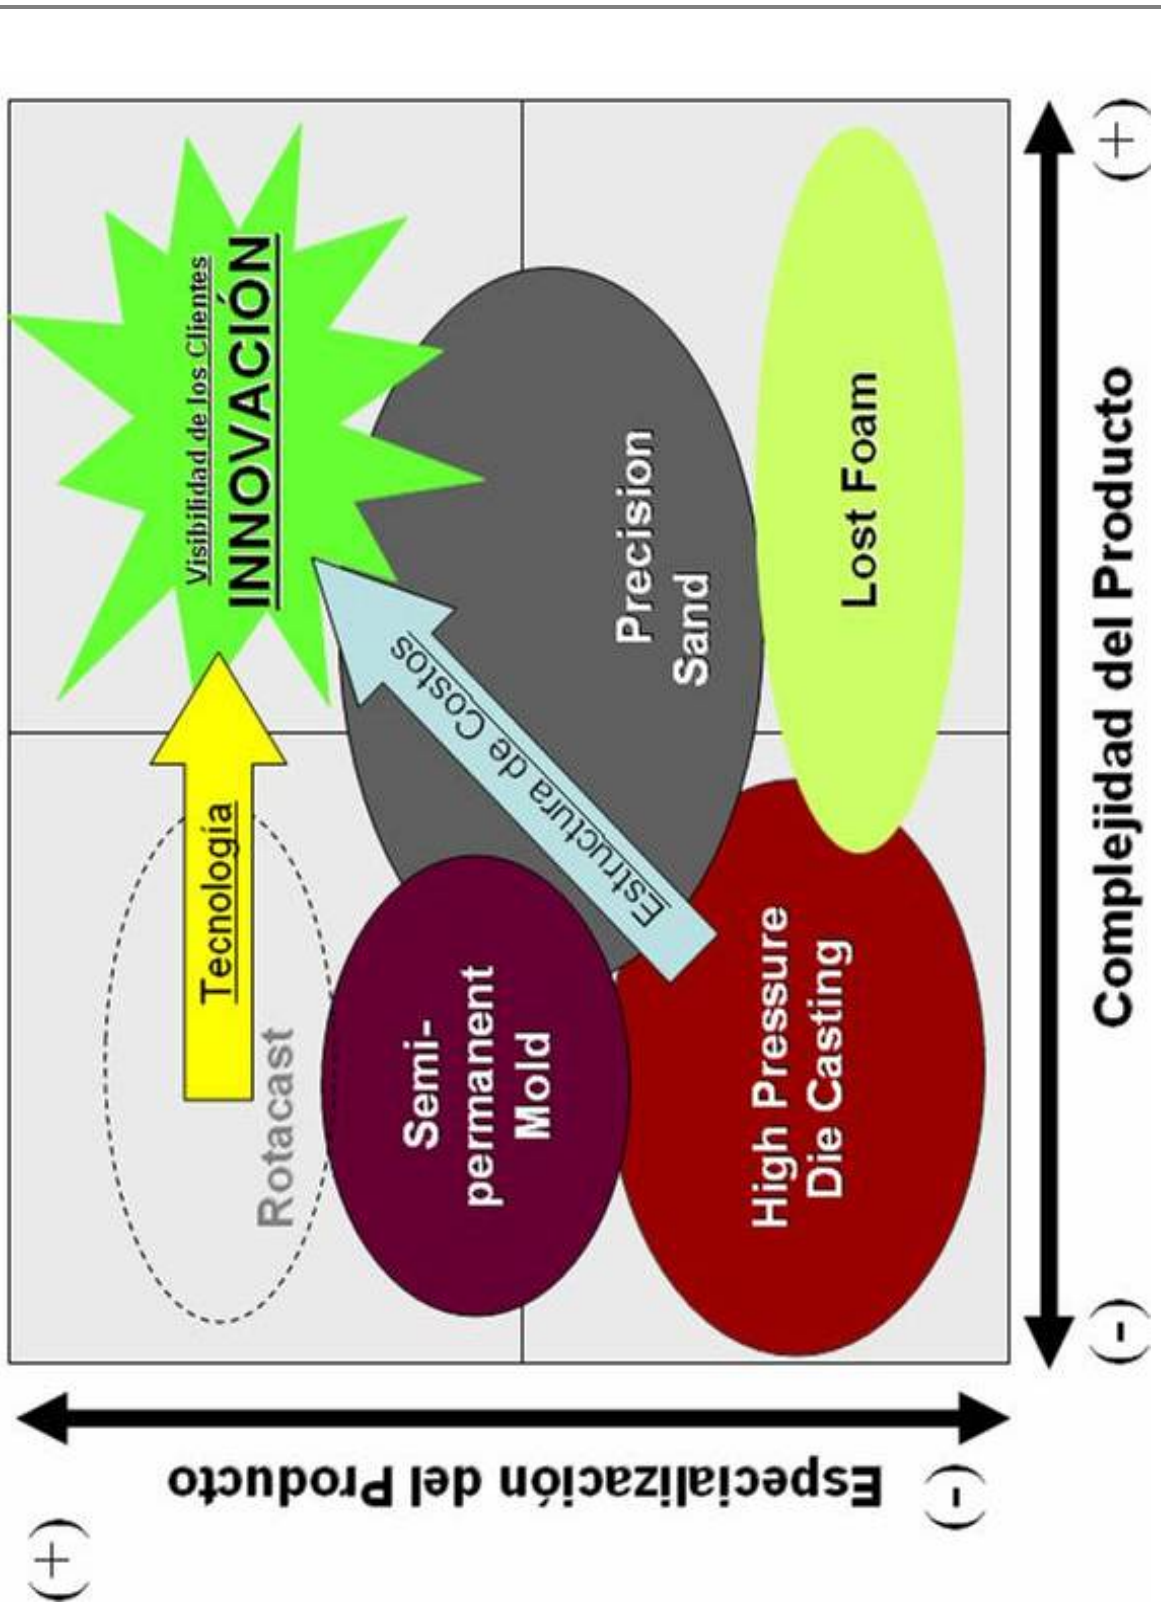 (+)
Especialización del Producto
(-)
Visibilidad de los Clientes
INNOVACIÓN
Tecnología
Rotacast
Estructura de Costos
Semi-
permanent
Mold
Precision
Sand
High Pressure
Die Casting
Lost Foam
(-)
Complejidad del Producto
(+)